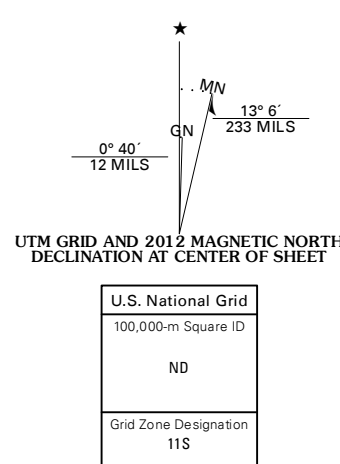 ★
MN
GN
13° 6´
233 MILS
0° 40´
12 MILS
UTM GRID AND 2012 MAGNETIC NORTH
DECLINATION AT CENTER OF SHEET
U.S. National Grid
100,000-m Square ID
ND
Grid Zone Designation
11S